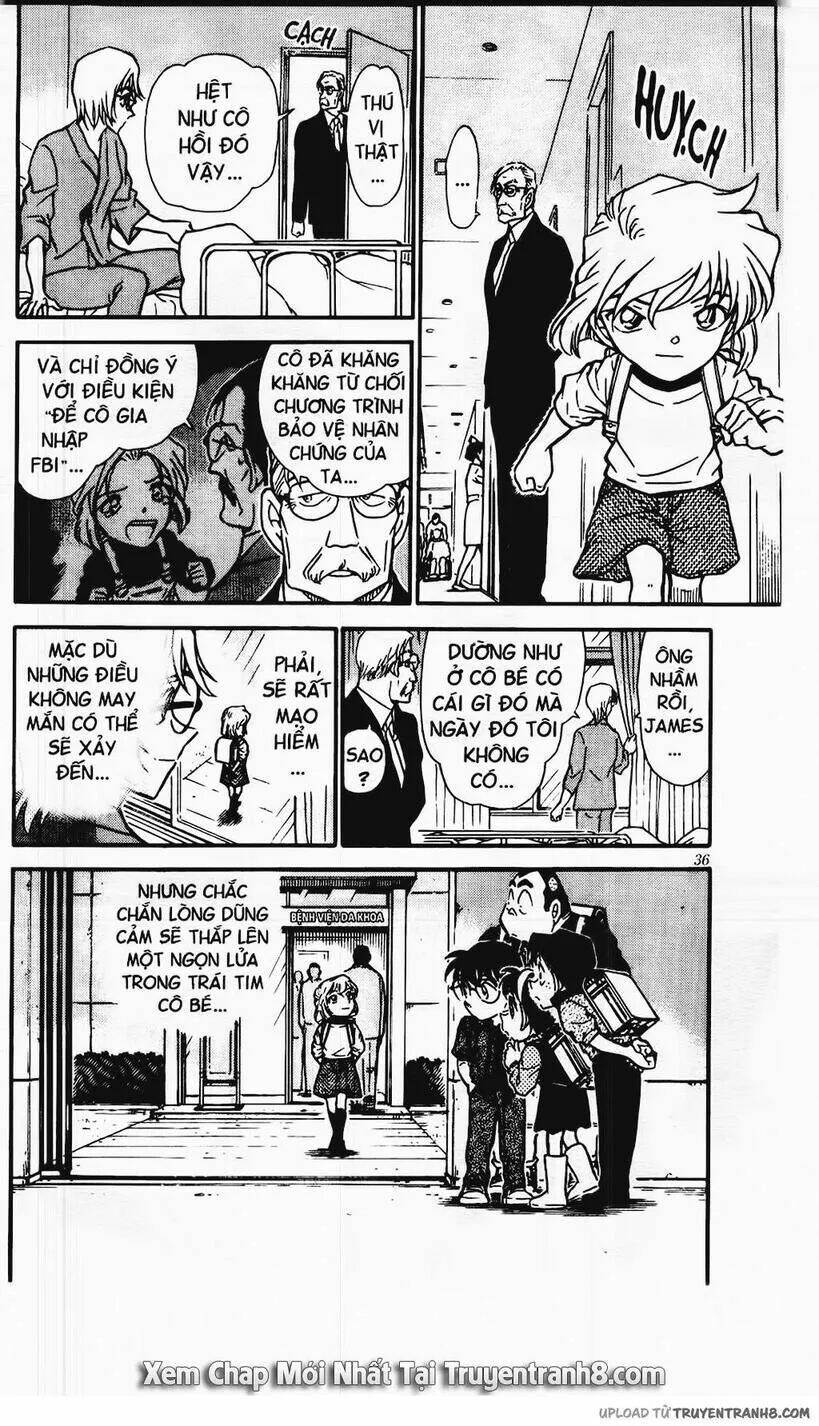 HUỴCH
...
CẠCH
THÚ
VỊ
THẬT
...
HỆT
NHƯ CÔ
HỒI ĐÓ
VẬY...
CÔ ĐÃ KHĂNG
KHĂNG TỪ CHỐI
CHƯƠNG TRÌNH
BẢO VỆ NHÂN
CHỨNG CỦA
TA...
VÀ CHỈ ĐỒNG Ý
VỚI ĐIỀU KIỆN
"ĐỂ CÔ GIA
NHẬP
FBI"...
ÔNG
NHẦM
RỒI,
JAMES
...
DƯỜNG NHƯ
Ở CÔ BÉ CÓ
CÁI GÌ ĐÓ MÀ
NGÀY ĐÓ TÔI
KHÔNG
CÓ...
SAO
?
PHẢI,
SẼ RẤT
MẠO
HIỂM
...
MẶC DÙ
NHỮNG ĐIỀU
KHÔNG MAY
MẮN CÓ THỂ
SẼ XẢY
ĐẾN...
36
NHƯNG CHẮC
CHẮN LÒNG DŨNG
CẢM SẼ THẮP LÊN
MỘT NGỌN LỬA
TRONG TRÁI TIM
CÔ BÉ...
BỆNH VIỆN ĐA KHOA
Xem Chap Mới Nhất Tại Truyentranh8.com
UPLOAD TỪ TRUYENTRANH8.COM